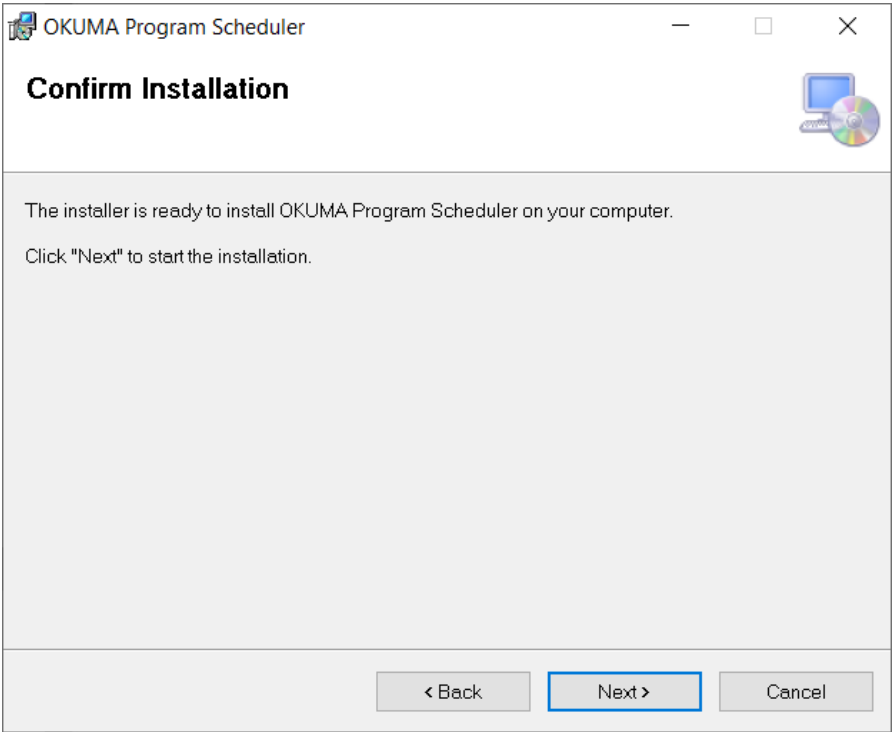 OKUMA Program Scheduler
Confirm Installation
The installer is ready to install OKUMA Program Scheduler on your computer.
Click "Next" to start the installation.
< Back
Next >
Cancel